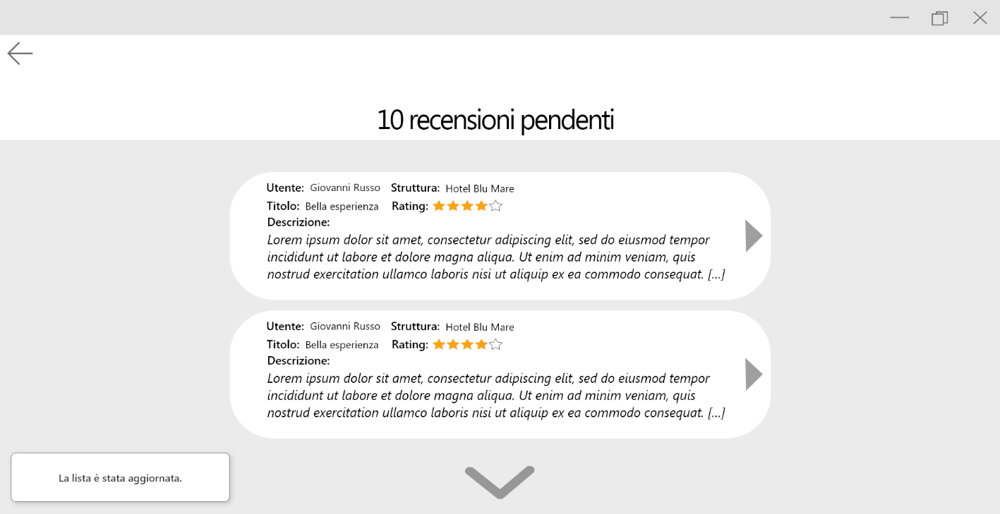 10 recensioni pendenti
Utente: Giovanni Russo Struttura: Hotel Blu Mare
Titolo: Bella esperienza Rating:
Descrizione:
Lorem ipsum dolor sit amet, consectetur adipiscing elit, sed do eiusmod tempor
incididunt ut labore et dolore magna aliqua. Ut enim ad minim veniam, quis
nostrud exercitation ullamco laboris nisi ut aliquip ex ea commodo consequat. [...]
Utente: Giovanni Russo Struttura: Hotel Blu Mare
Titolo: Bella esperienza Rating:
Descrizione:
Lorem ipsum dolor sit amet, consectetur adipiscing elit, sed do eiusmod tempor
incididunt ut labore et dolore magna aliqua. Ut enim ad minim veniam, quis
nostrud exercitation ullamco laboris nisi ut aliquip ex ea commodo consequat. [...]
La lista è stata aggiornata.